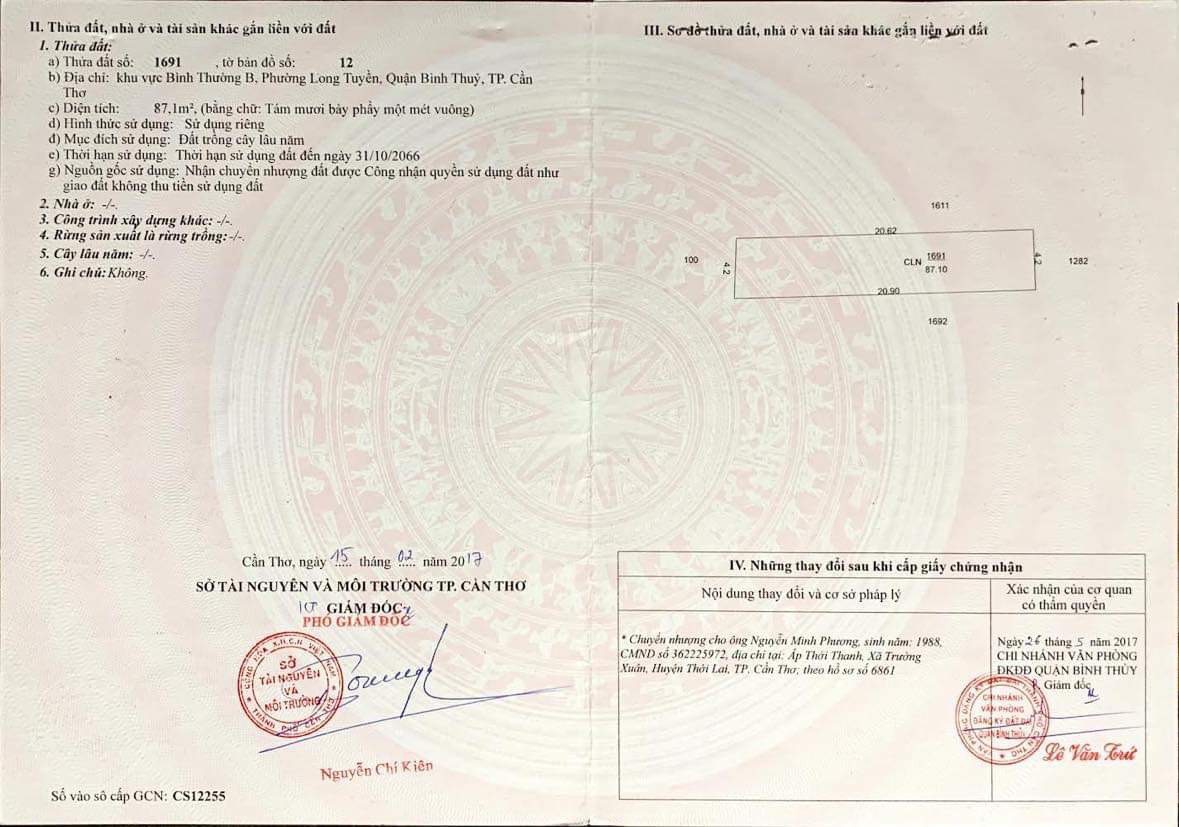 II. Thửa đất, nhà ở và tài sản khác gắn liền với đất
1. Thửa đất:
a) Thửa đất số: 1691 , tờ bản đồ số: 12
b) Địa chỉ: khu vực Bình Thường B, Phường Long Tuyền, Quận Bình Thuỷ, TP. Cần
Thơ
c) Diện tích: 87,1m², (bằng chữ: Tám mươi bảy phẩy một mét vuông)
d) Hình thức sử dụng: Sử dụng riêng
đ) Mục đích sử dụng: Đất trồng cây lâu năm
e) Thời hạn sử dụng: Thời hạn sử dụng đất đến ngày 31/10/2066
g) Nguồn gốc sử dụng: Nhận chuyển nhượng đất được Công nhận quyền sử dụng đất như
giao đất không thu tiền sử dụng đất
2. Nhà ở: -/-.
3. Công trình xây dựng khác: -/-.
4. Rừng sản xuất là rừng trồng: -/-.
5. Cây lâu năm: -/-.
6. Ghi chú: Không.
Cần Thơ, ngày 15 tháng 02 năm 2017
SỞ TÀI NGUYÊN VÀ MÔI TRƯỜNG TP. CẦN THƠ
KT GIÁM ĐỐC
PHÓ GIÁM ĐỐC
CỘNG HÒA X.H.C.N VIỆT NAM
SỞ
TÀI NGUYÊN
VÀ
MÔI TRƯỜNG
THÀNH PHỐ CẦN THƠ
Nguyễn Chí Kiên
Số vào sổ cấp GCN: CS12255
III. Sơ đồ thửa đất, nhà ở và tài sản khác gắn liền với đất
1611
20.62
100
4.2
CLN
1691
87.10
4.2
1282
20.90
1692
IV. Những thay đổi sau khi cấp giấy chứng nhận
Nội dung thay đổi và cơ sở pháp lý
Xác nhận của cơ quan
có thẩm quyền
* Chuyển nhượng cho ông Nguyễn Minh Phương, sinh năm: 1988,
CMND số 362225972, địa chỉ tại: Ấp Thới Thanh, Xã Trường
Xuân, Huyện Thới Lai, TP. Cần Thơ; theo hồ sơ số 6861
Ngày 26 tháng 5 năm 2017
CHI NHÁNH VĂN PHÒNG
ĐKĐĐ QUẬN BÌNH THỦY
Giám đốc
CHI NHÁNH
VĂN PHÒNG
ĐĂNG KÝ ĐẤT ĐAI
QUẬN BÌNH THỦY
Lê Văn Trứ